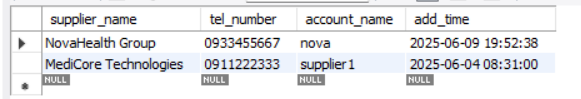 supplier_name tel_number account_name add_time
NovaHealth Group 0933455667 nova 2025-06-09 19:52:38
MediCore Technologies 0911222333 supplier1 2025-06-04 08:31:00
NULL NULL NULL NULL